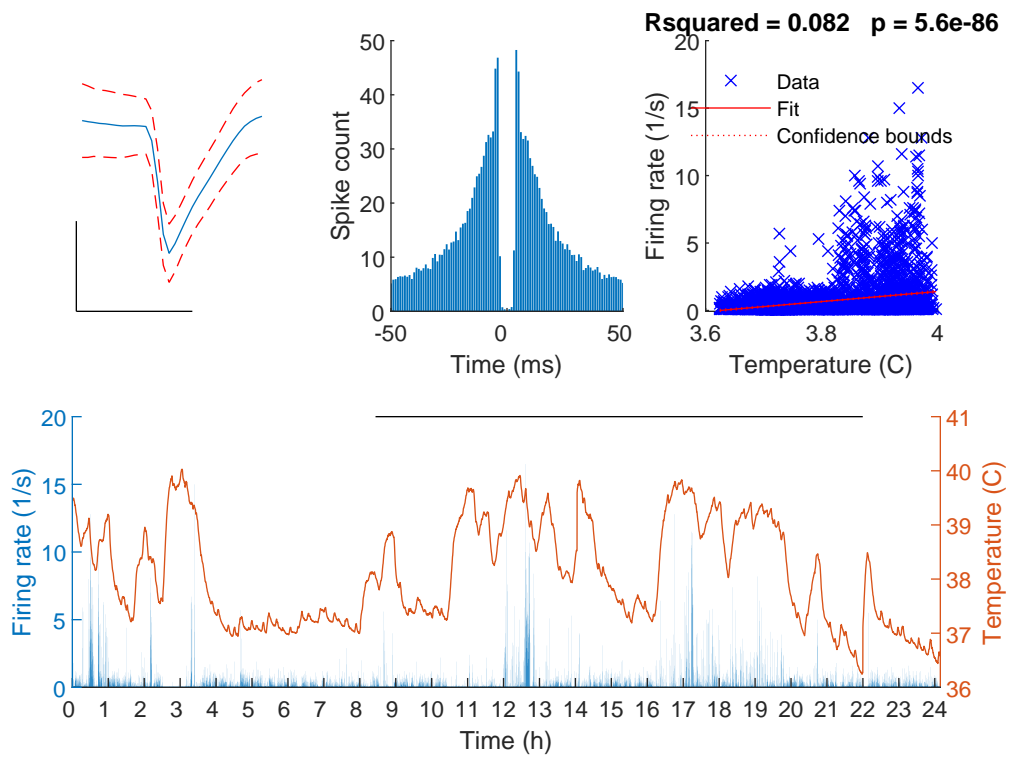 Rsquared = 0.082 p = 5.6e-86
50
40
30
20
10
0
Spike count
-50 0 50
Time (ms)
20
15
10
5
0
Firing rate (1/s)
Data
Fit
Confidence bounds
3.6 3.8 4
Temperature (C)
20
15
10
5
0
Firing rate (1/s)
41
40
39
38
37
36
Temperature (C)
0 1 2 3 4 5 6 7 8 9 10 11 12 13 14 15 16 17 18 19 20 21 22 23 24
Time (h)